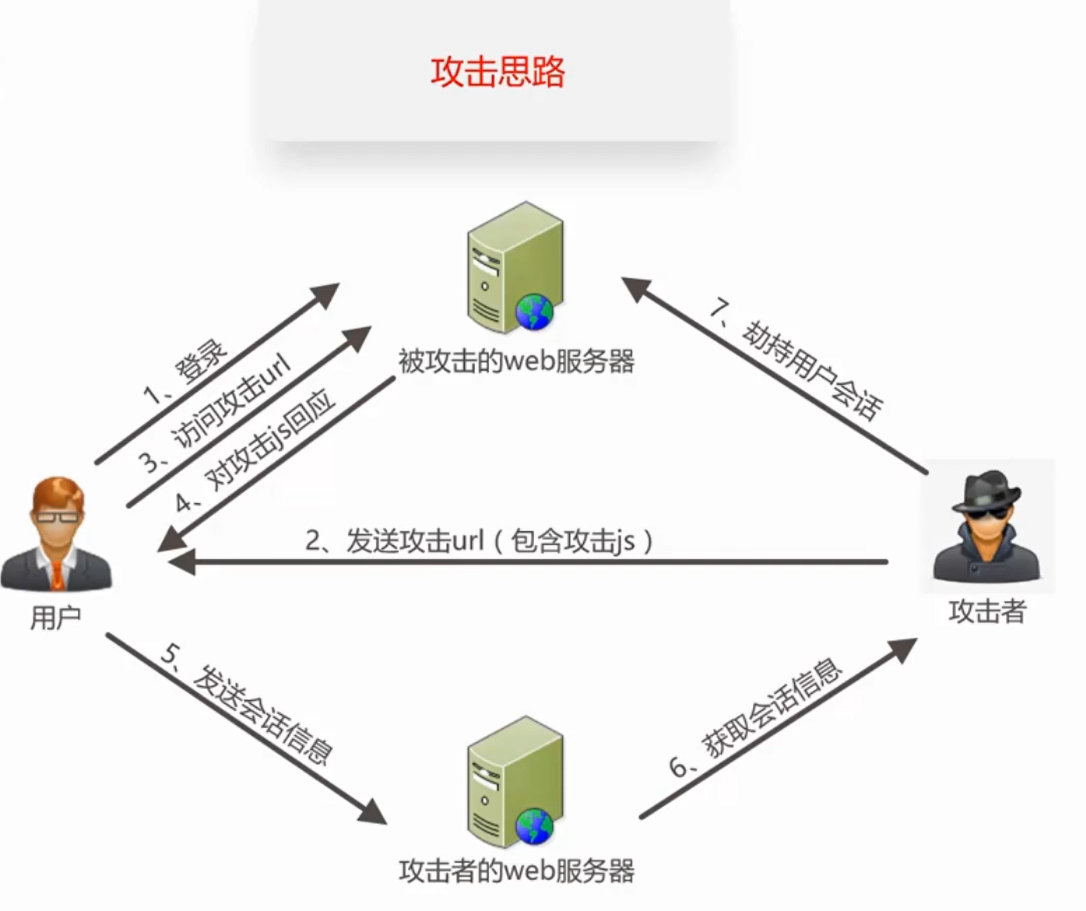 攻击思路
被攻击的web服务器
1、登录
3、访问攻击url
4、对攻击js回应
7、劫持用户会话
2、发送攻击url（包含攻击js）
用户
攻击者
5、发送会话信息
6、获取会话信息
攻击者的web服务器